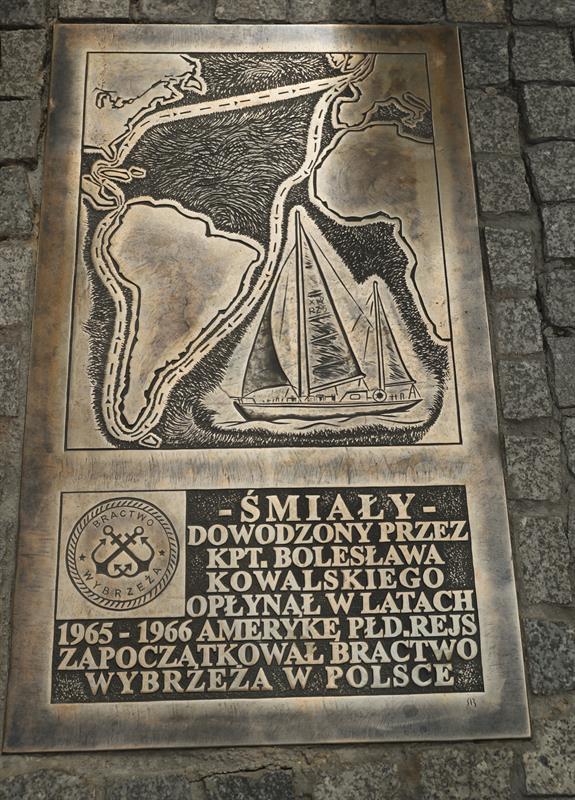 BRACTWO
WYBRZEŻA
- ŚMIAŁY -
DOWODZONY PRZEZ
KPT. BOLESŁAWA
KOWALSKIEGO
OPŁYNĄŁ W LATACH
1965 - 1966 AMERYKĘ PŁD.REJS
ZAPOCZĄTKOWAŁ BRACTWO
WYBRZEŻA W POLSCE